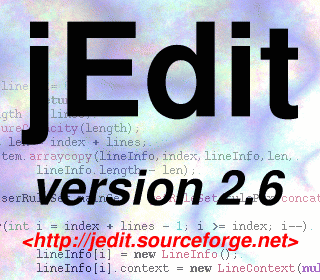 jEdit
line
length = lines
ureCapacity(length);
len = index + lines;
tem.arraycopy(lineInfo,index,lineInfo,len,
lineInfo.length - len);
version 2.6
(int i = index + lines - 1; i >= index; i--)
<http://jedit.sourceforge.net>
lineInfo[i] = new LineInfo();
lineInfo[i].context = new LineContext(nul